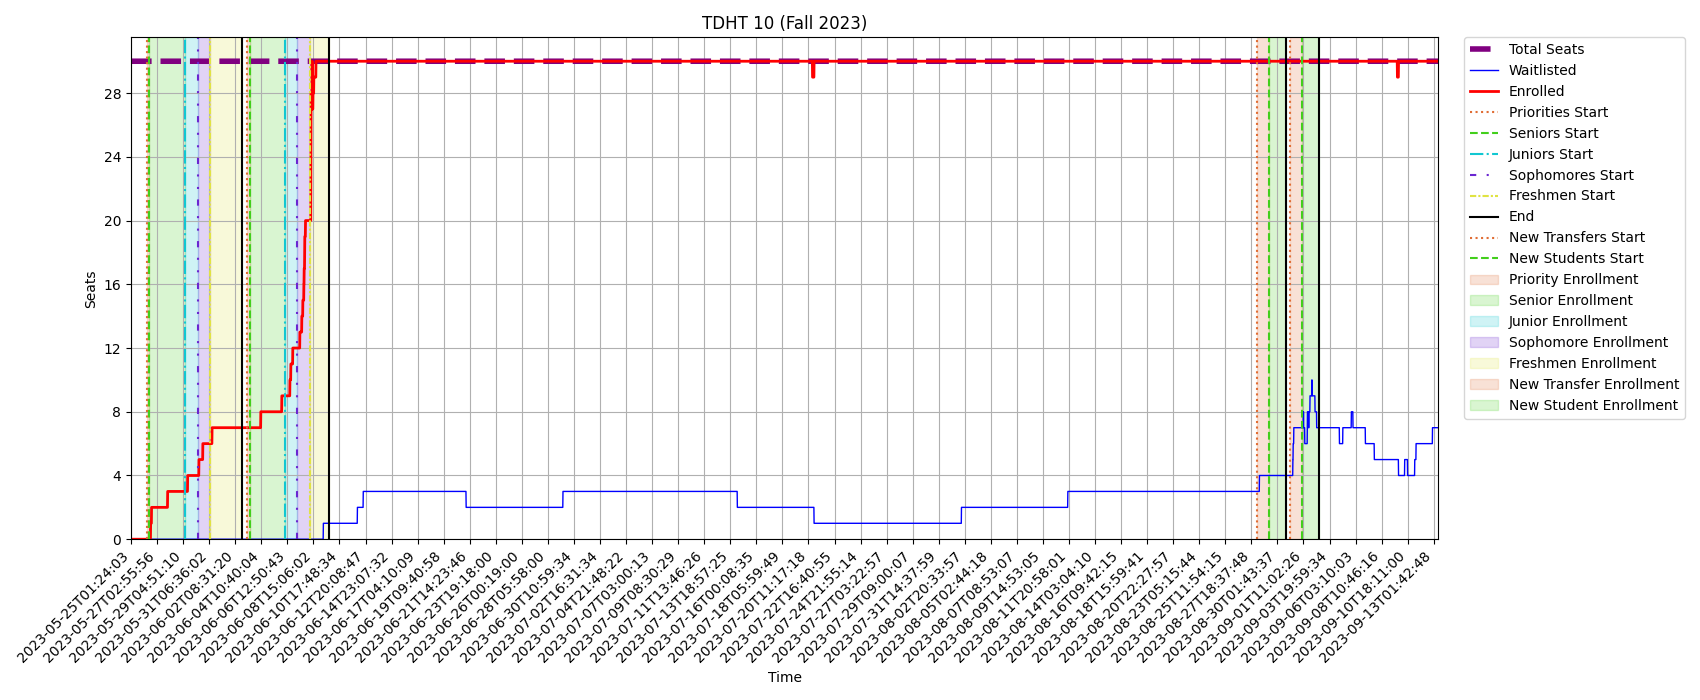 TDHT 10 (Fall 2023)
Seats
28
24
20
16
12
8
4
0
2023-05-25T01:24:03
2023-05-27T02:55:56
2023-05-29T04:51:10
2023-05-31T06:36:02
2023-06-02T08:31:20
2023-06-04T10:40:04
2023-06-06T12:50:43
2023-06-08T15:06:02
2023-06-10T17:48:34
2023-06-12T20:08:47
2023-06-14T23:07:32
2023-06-17T04:10:09
2023-06-19T09:40:58
2023-06-21T14:23:46
2023-06-23T19:18:00
2023-06-26T00:19:00
2023-06-28T05:58:00
2023-06-30T10:59:34
2023-07-02T16:31:34
2023-07-04T21:48:22
2023-07-07T03:00:13
2023-07-09T08:30:29
2023-07-11T13:46:26
2023-07-13T18:57:25
2023-07-16T00:08:35
2023-07-18T05:59:49
2023-07-20T11:17:18
2023-07-22T16:40:55
2023-07-24T21:55:14
2023-07-27T03:22:57
2023-07-29T09:00:07
2023-07-31T14:37:59
2023-08-02T20:33:57
2023-08-05T02:44:18
2023-08-07T08:53:07
2023-08-09T14:53:05
2023-08-11T20:58:01
2023-08-14T03:04:10
2023-08-16T09:42:15
2023-08-18T15:59:41
2023-08-20T22:27:57
2023-08-23T05:15:44
2023-08-25T11:54:15
2023-08-27T18:37:48
2023-08-30T01:43:37
2023-09-01T11:02:26
2023-09-03T19:59:34
2023-09-06T03:10:03
2023-09-08T10:46:16
2023-09-10T18:11:00
2023-09-13T01:42:48
Time
Total Seats
Waitlisted
Enrolled
Priorities Start
Seniors Start
Juniors Start
Sophomores Start
Freshmen Start
End
New Transfers Start
New Students Start
Priority Enrollment
Senior Enrollment
Junior Enrollment
Sophomore Enrollment
Freshmen Enrollment
New Transfer Enrollment
New Student Enrollment